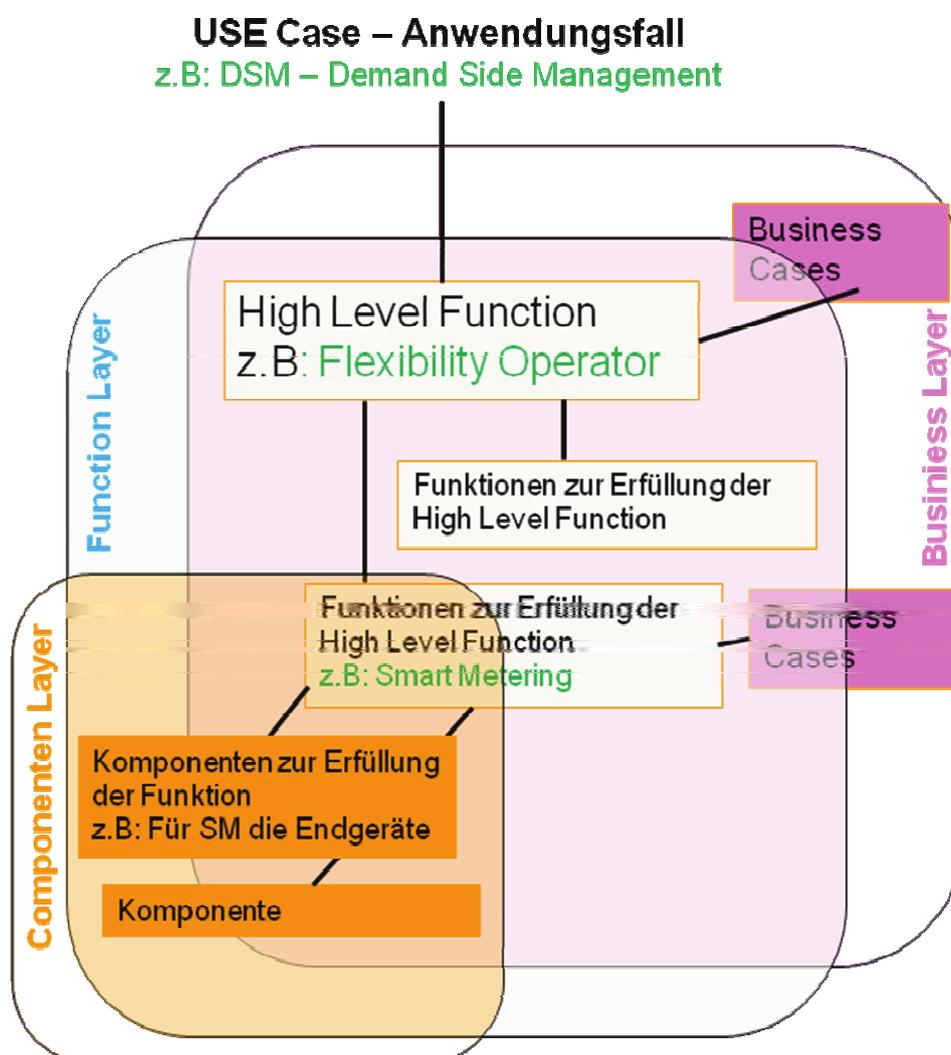 USE Case – Anwendungsfall
z.B: DSM – Demand Side Management
Business
Cases
High Level Function
z.B: Flexibility Operator
Function Layer
Businiess Layer
Funktionen zur Erfüllung der
High Level Function
Funktionen zur Erfüllung der
High Level Function
z.B: Smart Metering
Business
Cases
Componenten Layer
Komponenten zur Erfüllung
der Funktion
z.B: Für SM die Endgeräte
Komponente